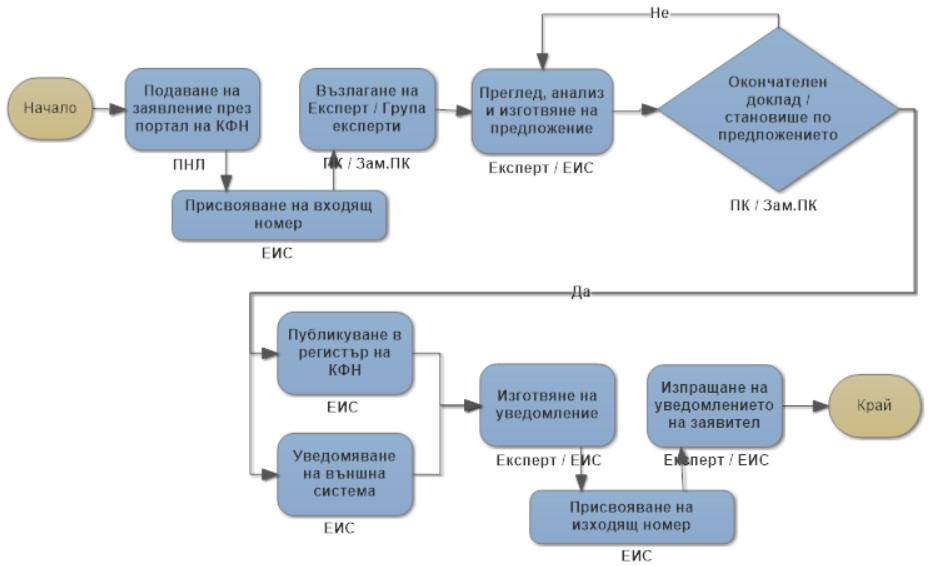 Начало
Подаване на
заявление през
портал на КФН
ПНЛ
Присвояване на входящ
номер
ЕИС
Възлагане на
Експерт / Група
експерти
ПК / Зам.ПК
Преглед, анализ
и изготвяне на
предложение
Експерт / ЕИС
Не
Окончателен
доклад /
становише по
предложението
ПК / Зам.ПК
Да
Публикуване в
регистър на
КФН
ЕИС
Уведомяване
на външна
система
ЕИС
Изготвяне на
уведомление
Експерт / ЕИС
Присвояване на
изходящ номер
ЕИС
Изпращане на
уведомлението
на заявител
Експерт / ЕИС
Край